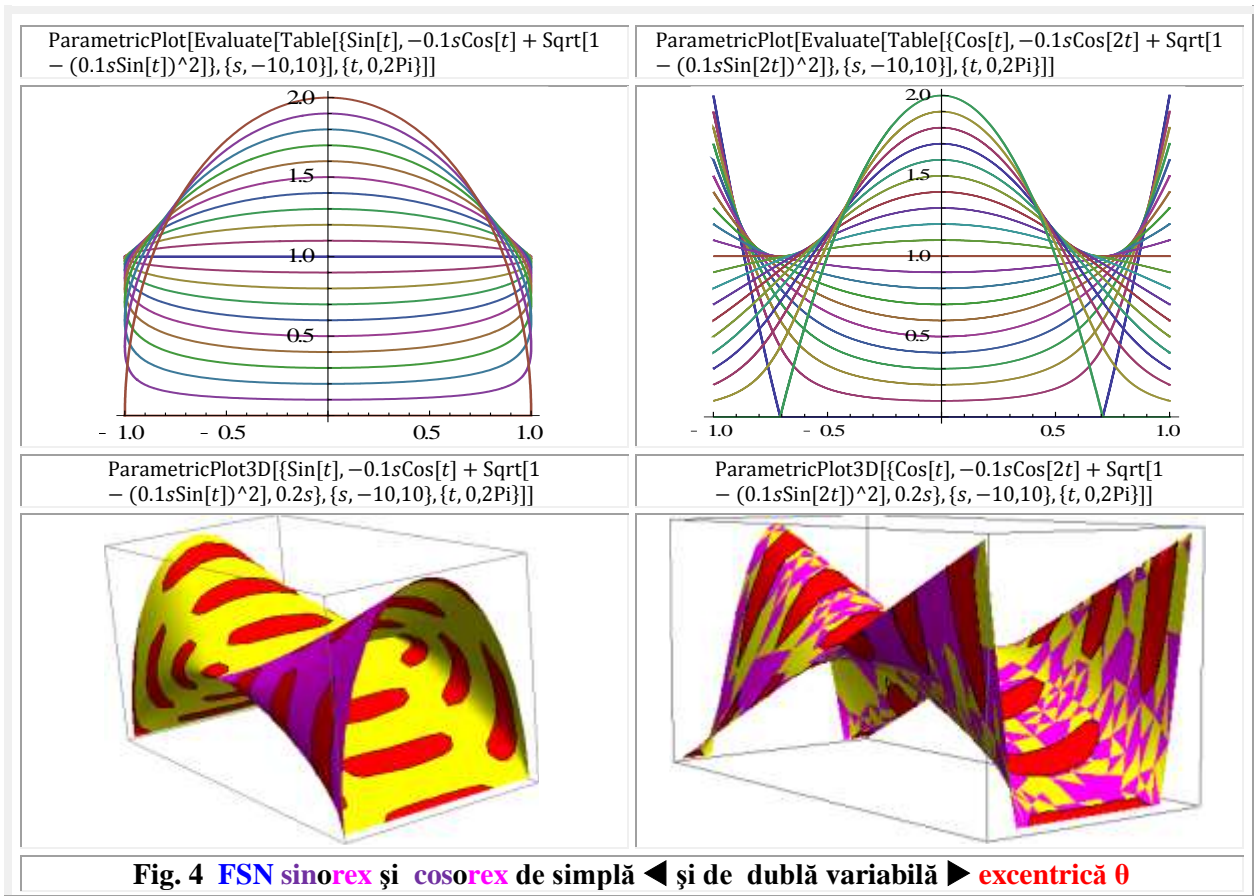 ParametricPlot[Evaluate[Table[{Sin[t], −0.1sCos[t] + Sqrt[1
− (0.1sSin[t])^2]}, {s, −10,10}], {t, 0,2Pi}]]
ParametricPlot[Evaluate[Table[{Cos[t], −0.1sCos[2t] + Sqrt[1
− (0.1sSin[2t])^2]}, {s, −10,10}], {t, 0,2Pi}]]
2.0
1.5
1.0
0.5
- 1.0 - 0.5 0.5 1.0
2.0
1.5
1.0
0.5
- 1.0 - 0.5 0.5 1.0
ParametricPlot3D[{Sin[t], −0.1sCos[t] + Sqrt[1
− (0.1sSin[t])^2], 0.2s}, {s, −10,10}, {t, 0,2Pi}]]
ParametricPlot3D[{Cos[t], −0.1sCos[2t] + Sqrt[1
− (0.1sSin[2t])^2], 0.2s}, {s, −10,10}, {t, 0,2Pi}]]
Fig. 4 FSN sinorex şi cosorex de simplă ◄ şi de dublă variabilă ► excentrică θ